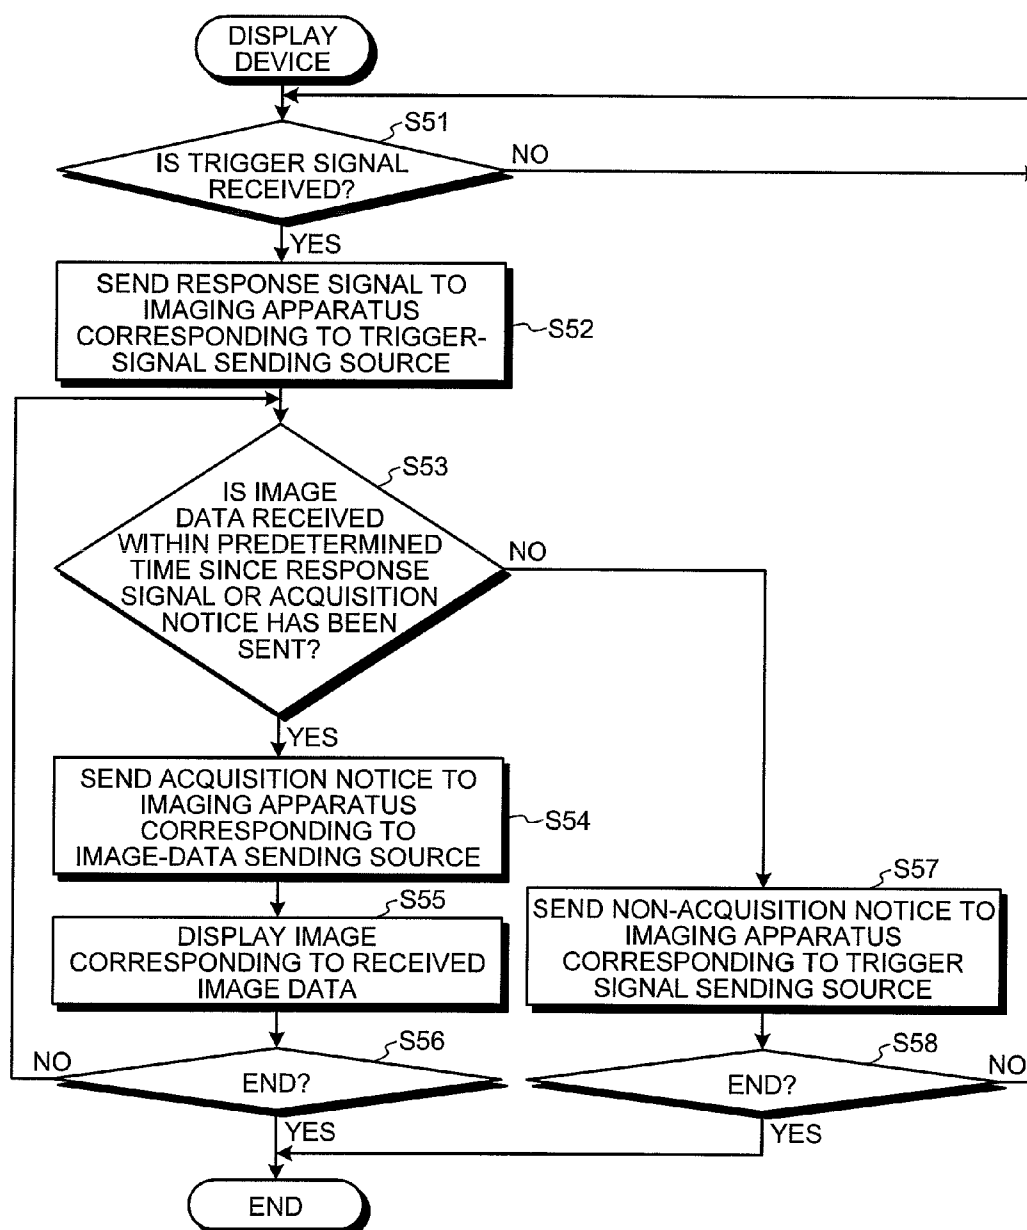 DISPLAY
DEVICE
S51
IS TRIGGER SIGNAL
RECEIVED?
NO
YES
SEND RESPONSE SIGNAL TO
IMAGING APPARATUS
CORRESPONDING TO TRIGGER-
SIGNAL SENDING SOURCE
S52
S53
IS IMAGE
DATA RECEIVED
WITHIN PREDETERMINED
TIME SINCE RESPONSE
SIGNAL OR ACQUISITION
NOTICE HAS BEEN
SENT?
NO
YES
SEND ACQUISITION NOTICE TO
IMAGING APPARATUS
CORRESPONDING TO
IMAGE-DATA SENDING SOURCE
S54
S55
DISPLAY IMAGE
CORRESPONDING TO RECEIVED
IMAGE DATA
S57
SEND NON-ACQUISITION NOTICE TO
IMAGING APPARATUS
CORRESPONDING TO TRIGGER
SIGNAL SENDING SOURCE
S56
NO
END?
YES
S58
NO
END?
YES
END